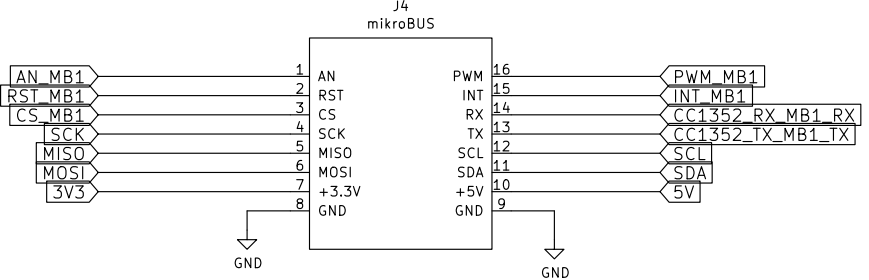 J4
mikroBUS
AN_MB1 1 AN PWM 16 PWM_MB1
RST_MB1 2 RST INT 15 INT_MB1
CS_MB1 3 CS RX 14 CC1352_RX_MB1_RX
SCK 4 SCK TX 13 CC1352_TX_MB1_TX
MISO 5 MISO SCL 12 SCL
MOSI 6 MOSI SDA 11 SDA
3V3 7 +3.3V +5V 10 5V
8 GND GND 9
GND
GND